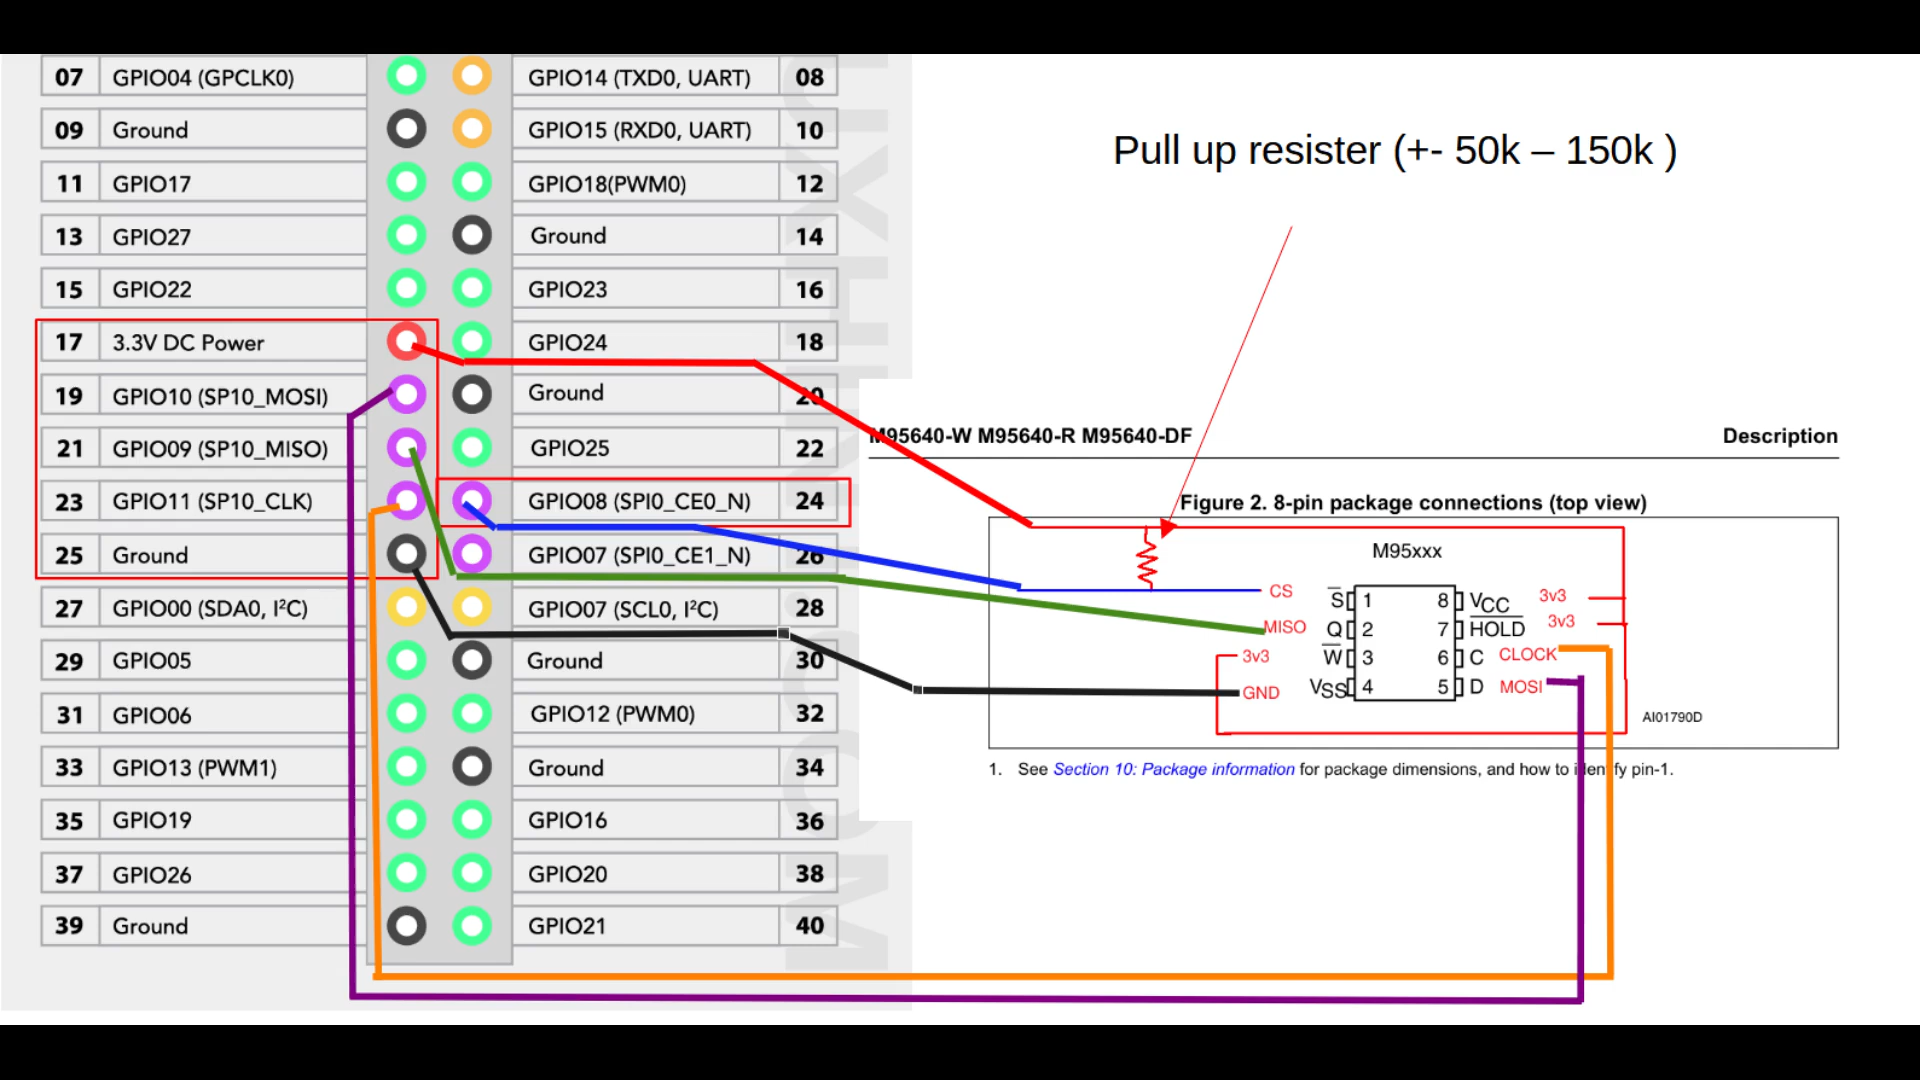 07 GPIO04 (GPCLK0) GPIO14 (TXD0, UART) 08
09 Ground GPIO15 (RXD0, UART) 10
11 GPIO17 GPIO18(PWM0) 12
13 GPIO27 Ground 14
15 GPIO22 GPIO23 16
17 3.3V DC Power GPIO24 18
19 GPIO10 (SP10_MOSI) Ground 20
21 GPIO09 (SP10_MISO) GPIO25 22
23 GPIO11 (SP10_CLK) GPIO08 (SPI0_CE0_N) 24
25 Ground GPIO07 (SPI0_CE1_N) 26
27 GPIO00 (SDA0, I²C) GPIO07 (SCL0, I²C) 28
29 GPIO05 Ground 30
31 GPIO06 GPIO12 (PWM0) 32
33 GPIO13 (PWM1) Ground 34
35 GPIO19 GPIO16 36
37 GPIO26 GPIO20 38
39 Ground GPIO21 40
Pull up resister (+- 50k – 150k )
M95640-W M95640-R M95640-DF Description
Figure 2. 8-pin package connections (top view)
M95xxx
CS S 1 8 VCC 3v3
MISO Q 2 7 HOLD 3v3
3v3 W 3 6 C CLOCK
GND VSS 4 5 D MOSI
AI01790D
1. See Section 10: Package information for package dimensions, and how to identify pin-1.